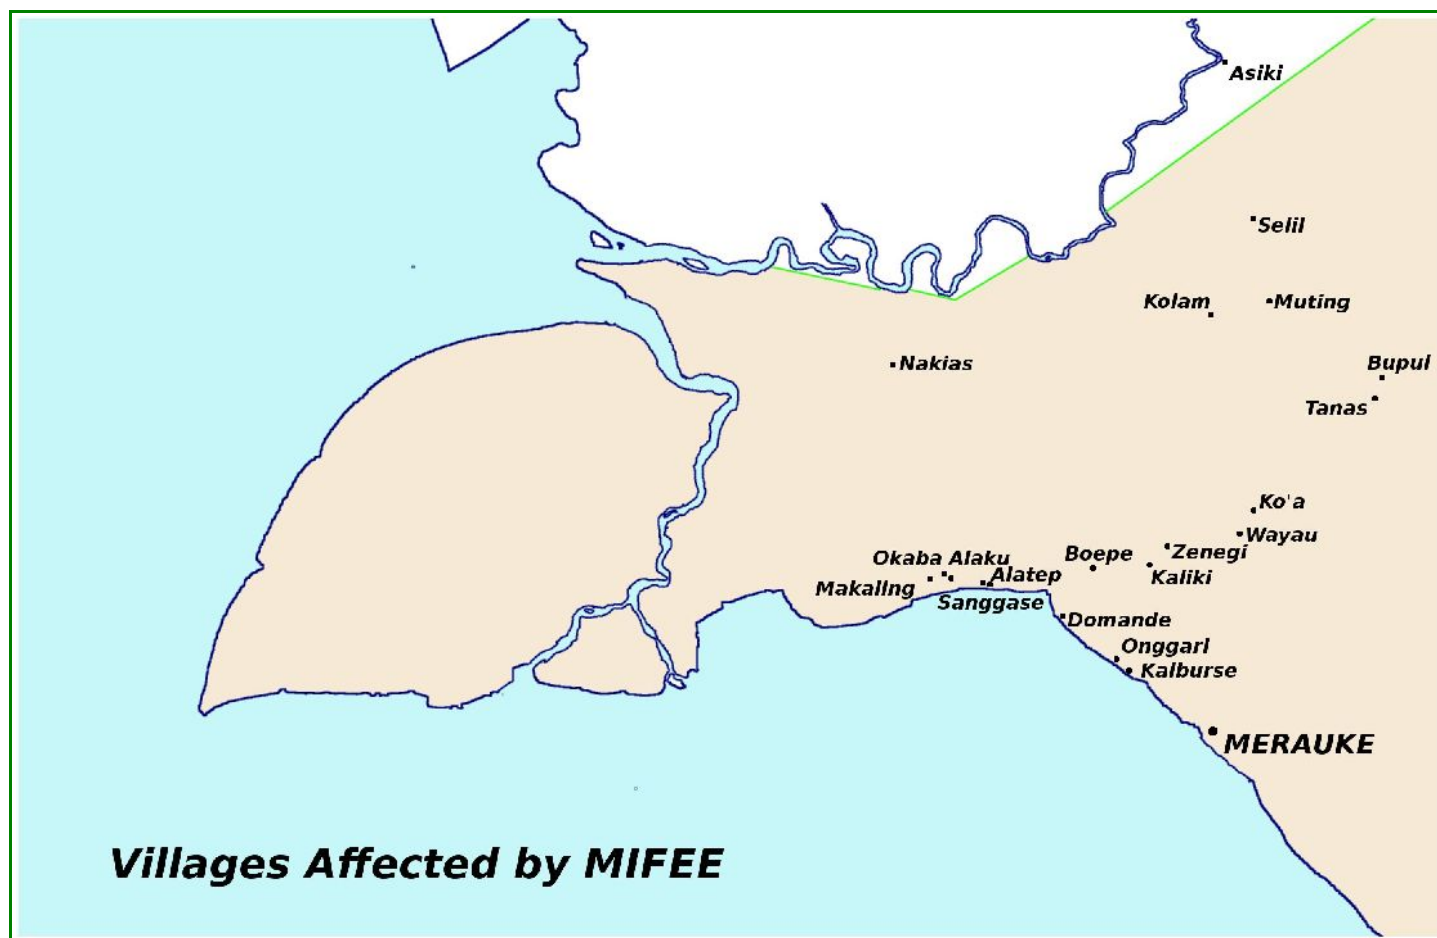 Asiki
Selil
Kolam
Muting
Nakias
Bupul
Tanas
Ko'a
Wayau
Boepe
Zenegi
Okaba Alaku
Alatep
Kaliki
Makaling
Sanggase
Domande
Onggari
Kalburse
MERAUKE
Villages Affected by MIFEE